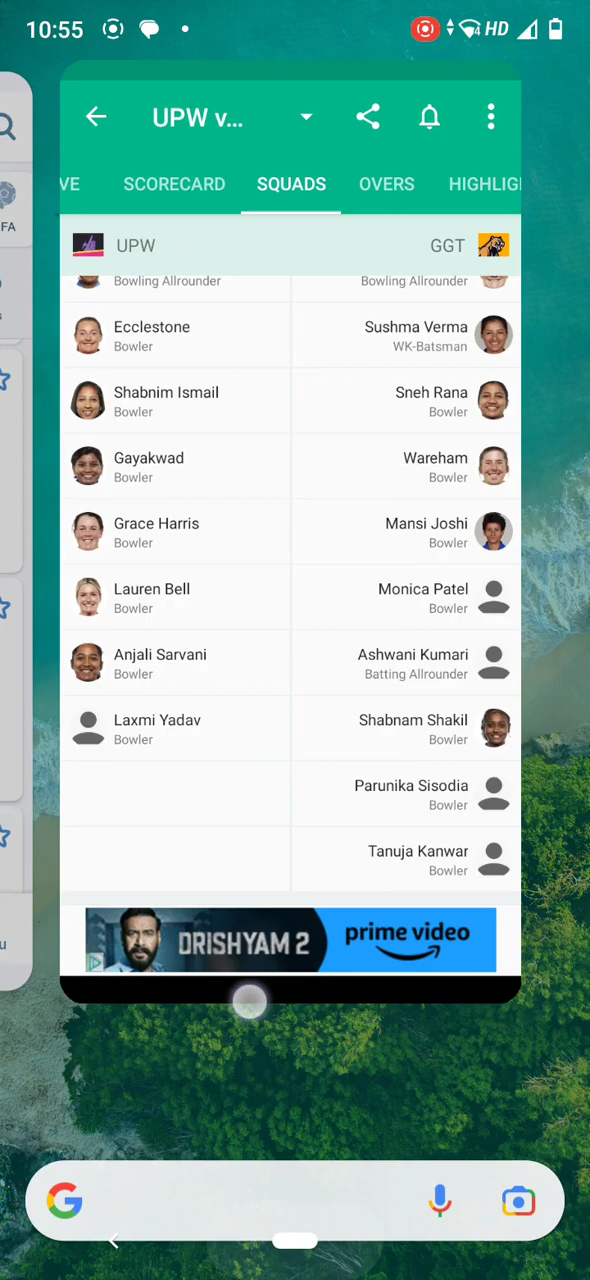 10:55
4 HD
UPW v...
FA
VE SCORECARD SQUADS OVERS HIGHLIG
UPW GGT
Bowling Allrounder Bowling Allrounder
Ecclestone Sushma Verma
Bowler WK-Batsman
Shabnim Ismail Sneh Rana
Bowler Bowler
Gayakwad Wareham
Bowler Bowler
Grace Harris Mansi Joshi
Bowler Bowler
Lauren Bell Monica Patel
Bowler Bowler
Anjali Sarvani Ashwani Kumari
Bowler Batting Allrounder
Laxmi Yadav Shabnam Shakil
Bowler Bowler
Parunika Sisodia
Bowler
Tanuja Kanwar
Bowler
DRISHYAM 2 prime video
u
G